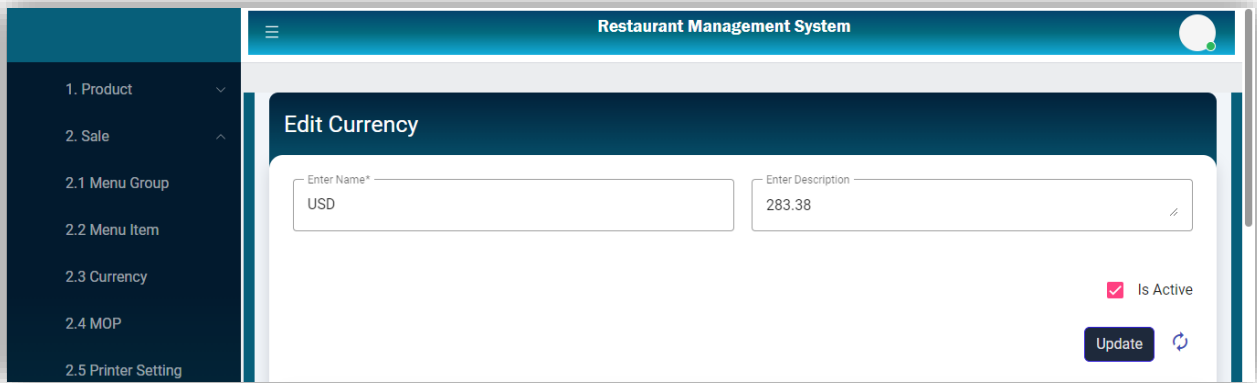 Restaurant Management System
1. Product
2. Sale
2.1 Menu Group
2.2 Menu Item
2.3 Currency
2.4 MOP
2.5 Printer Setting
Edit Currency
Enter Name*
USD
Enter Description
283.38
Is Active
Update